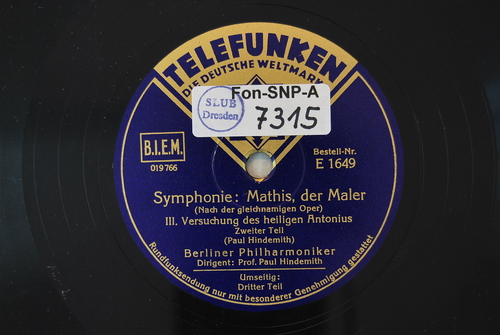 TELEFUNKEN
DIE DEUTSCHE WELTMARK
Fon-SNP-A
SLUB
Dresden
7315
B.I.E.M.
019766
Bestell-Nr.
E 1649
Symphonie: Mathis, der Maler
(Nach der gleichnamigen Oper)
III. Versuchung des heiligen Antonius
Zweiter Teil
(Paul Hindemith)
Berliner Philharmoniker
Dirigent: Prof. Paul Hindemith
Umseitig:
Dritter Teil
Rundfunksendung nur mit besonderer Genehmigung gestattet